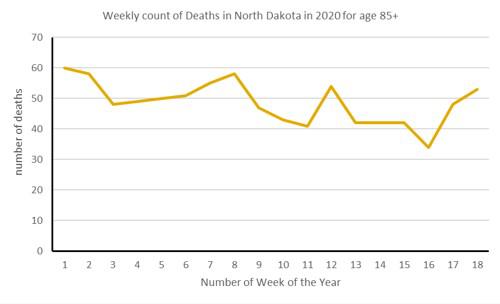 Weekly count of Deaths in North Dakota in 2020 for age 85+
70
60
50
40
30
20
10
0
number of deaths
1 2 3 4 5 6 7 8 9 10 11 12 13 14 15 16 17 18
Number of Week of the Year